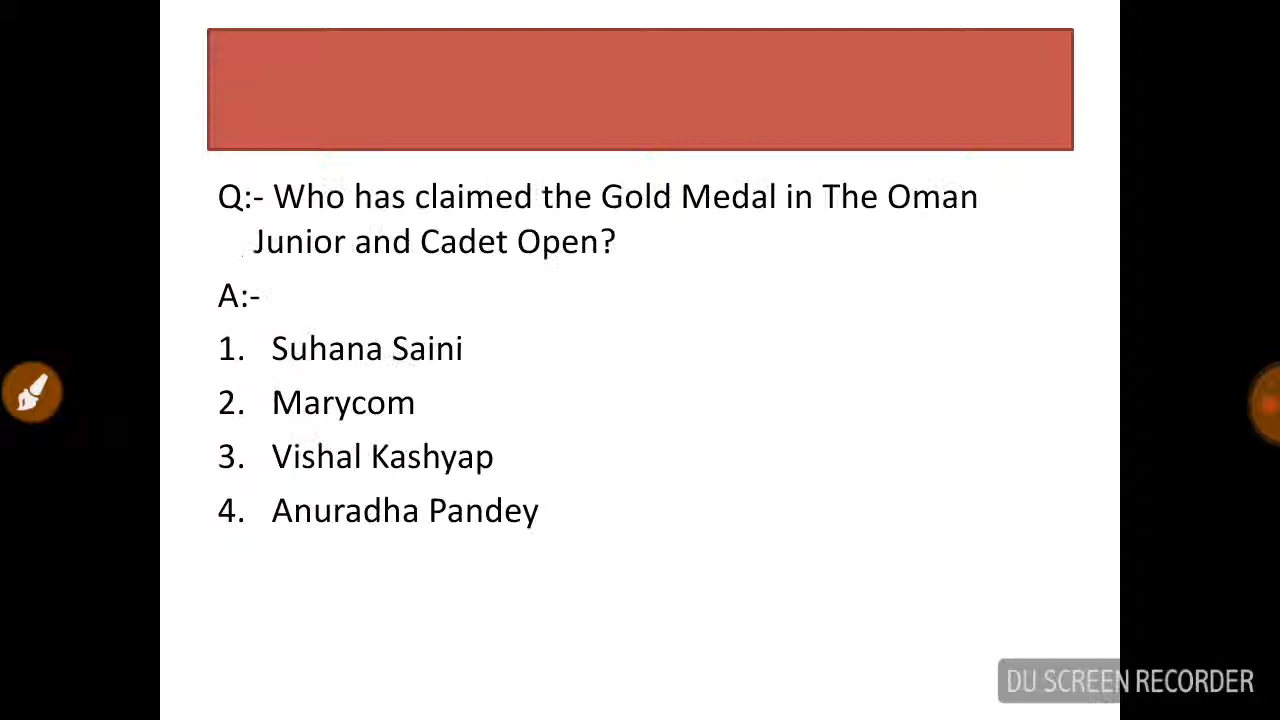 Q:- Who has claimed the Gold Medal in The Oman
Junior and Cadet Open?
A:-
1. Suhana Saini
2. Marycom
3. Vishal Kashyap
4. Anuradha Pandey
DU SCREEN RECORDER